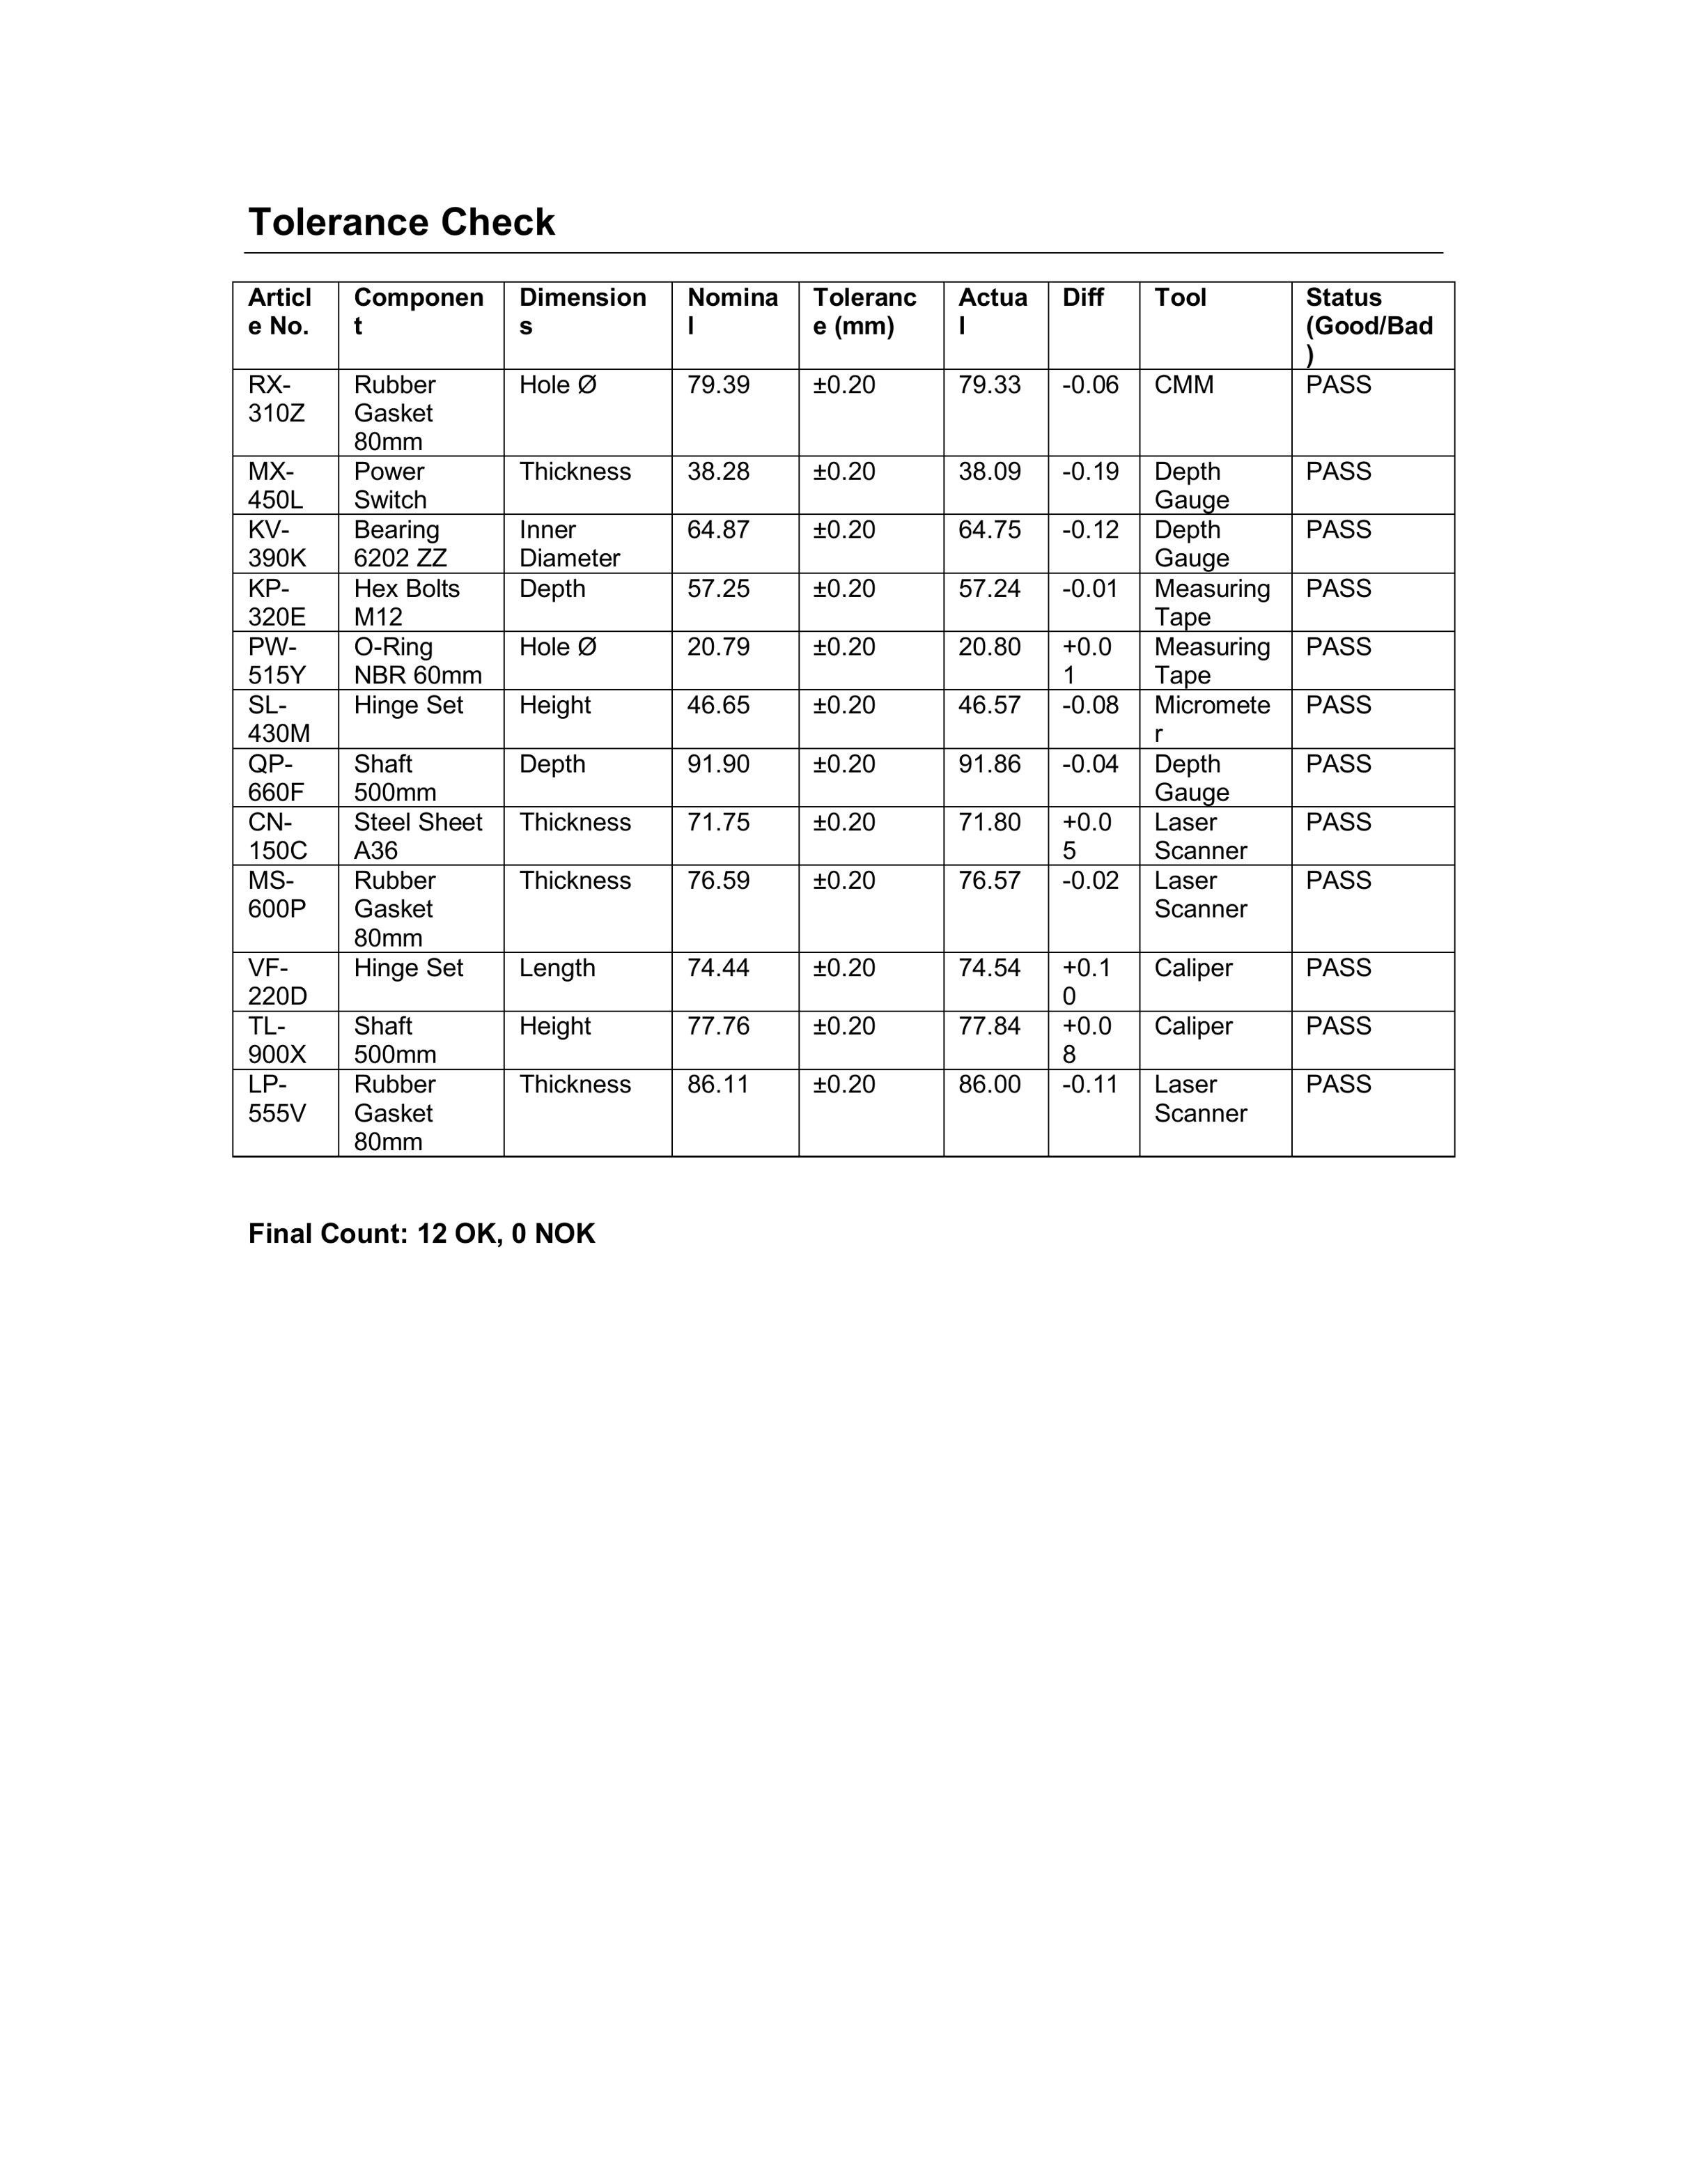 Tolerance Check
Article No. Component Dimensions Nominal Tolerance (mm) Actual Diff Tool Status (Good/Bad)
RX-310Z Rubber Gasket 80mm Hole Ø 79.39 ±0.20 79.33 -0.06 CMM PASS
MX-450L Power Switch Thickness 38.28 ±0.20 38.09 -0.19 Depth Gauge PASS
KV-390K Bearing 6202 ZZ Inner Diameter 64.87 ±0.20 64.75 -0.12 Depth Gauge PASS
KP-320E Hex Bolts M12 Depth 57.25 ±0.20 57.24 -0.01 Measuring Tape PASS
PW-515Y O-Ring NBR 60mm Hole Ø 20.79 ±0.20 20.80 +0.01 Measuring Tape PASS
SL-430M Hinge Set Height 46.65 ±0.20 46.57 -0.08 Micrometer PASS
QP-660F Shaft 500mm Depth 91.90 ±0.20 91.86 -0.04 Depth Gauge PASS
CN-150C Steel Sheet A36 Thickness 71.75 ±0.20 71.80 +0.05 Laser Scanner PASS
MS-600P Rubber Gasket 80mm Thickness 76.59 ±0.20 76.57 -0.02 Laser Scanner PASS
VF-220D Hinge Set Length 74.44 ±0.20 74.54 +0.10 Caliper PASS
TL-900X Shaft 500mm Height 77.76 ±0.20 77.84 +0.08 Caliper PASS
LP-555V Rubber Gasket 80mm Thickness 86.11 ±0.20 86.00 -0.11 Laser Scanner PASS
Final Count: 12 OK, 0 NOK